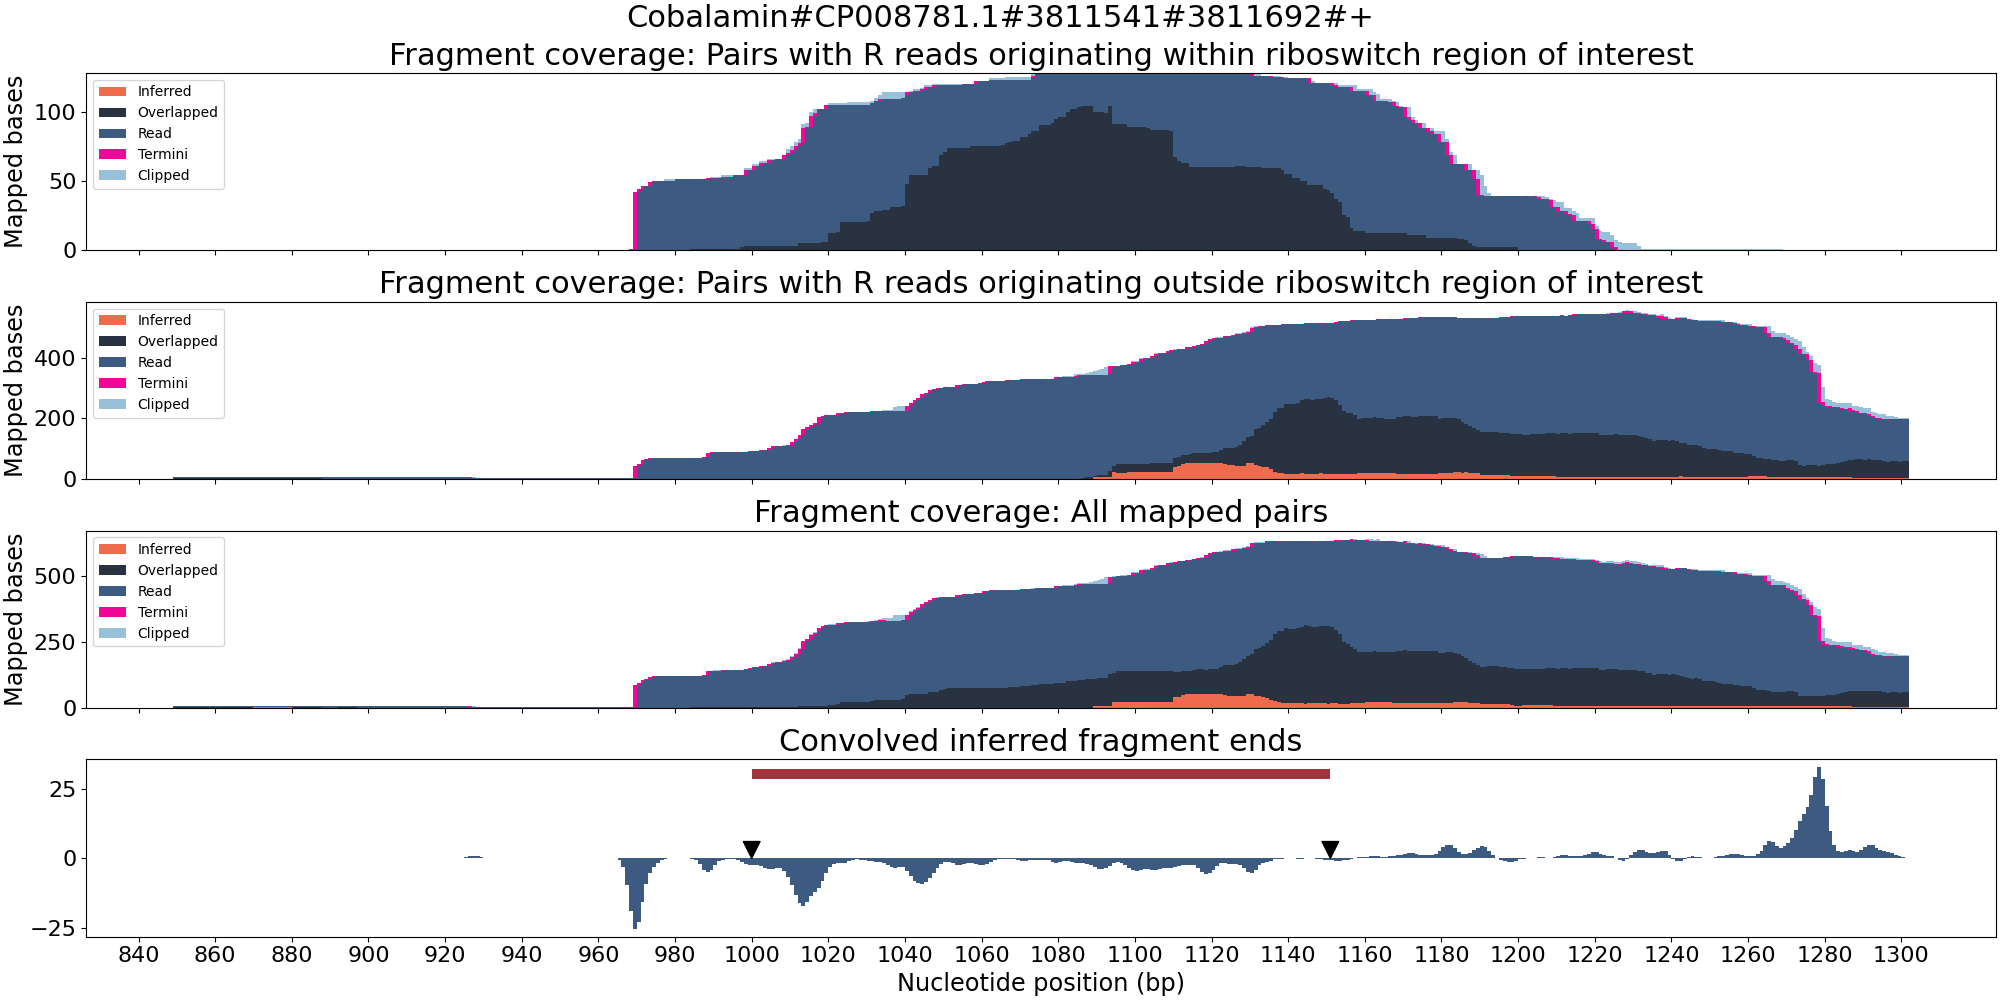 Cobalamin#CP008781.1#3811541#3811692#+
Fragment coverage: Pairs with R reads originating within riboswitch region of interest
Mapped bases
100
50
0
Inferred
Overlapped
Read
Termini
Clipped
Fragment coverage: Pairs with R reads originating outside riboswitch region of interest
Mapped bases
400
200
0
Inferred
Overlapped
Read
Termini
Clipped
Fragment coverage: All mapped pairs
Mapped bases
500
250
0
Inferred
Overlapped
Read
Termini
Clipped
Convolved inferred fragment ends
25
0
−25
840 860 880 900 920 940 960 980 1000 1020 1040 1060 1080 1100 1120 1140 1160 1180 1200 1220 1240 1260 1280 1300
Nucleotide position (bp)